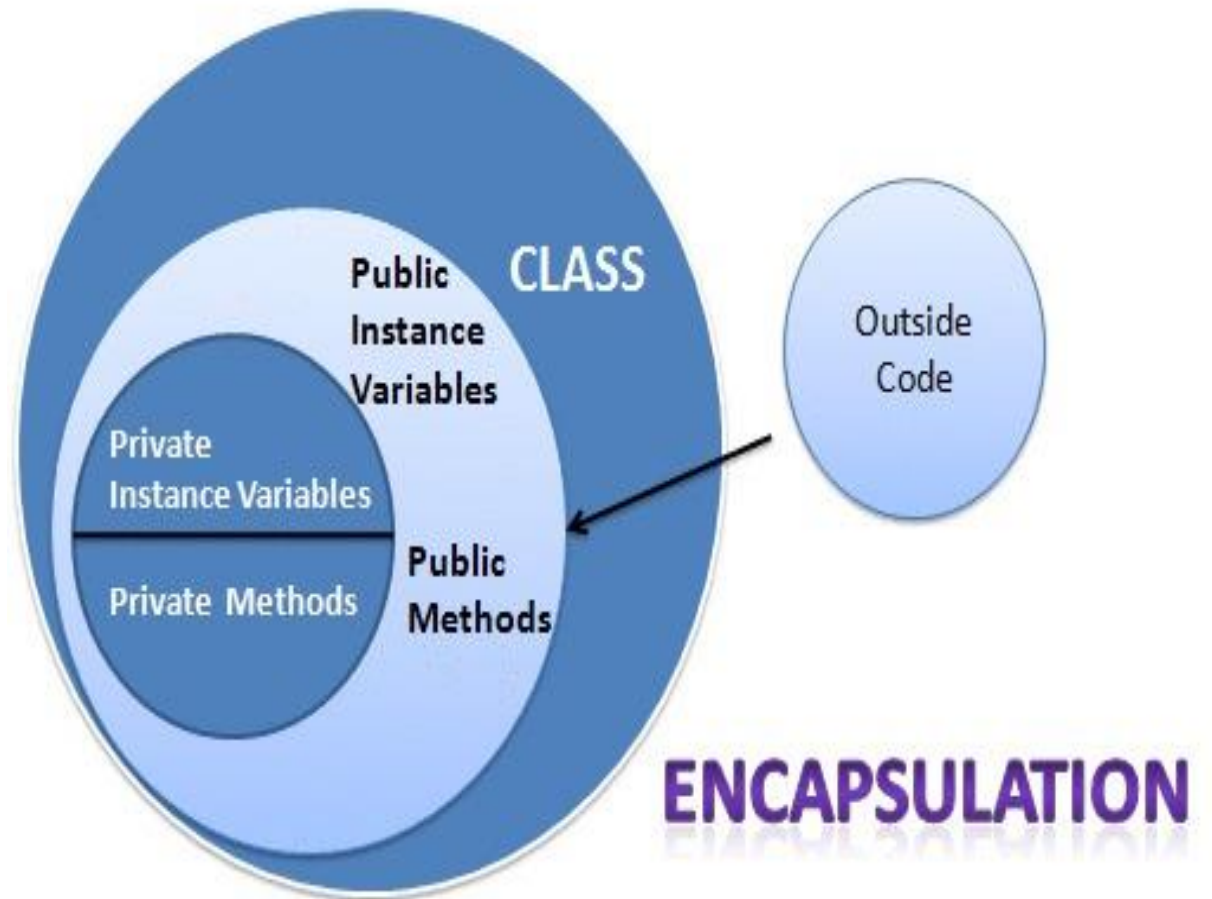 CLASS
Public
Instance
Variables
Private
Instance Variables
Private Methods
Public
Methods
Outside
Code
ENCAPSULATION